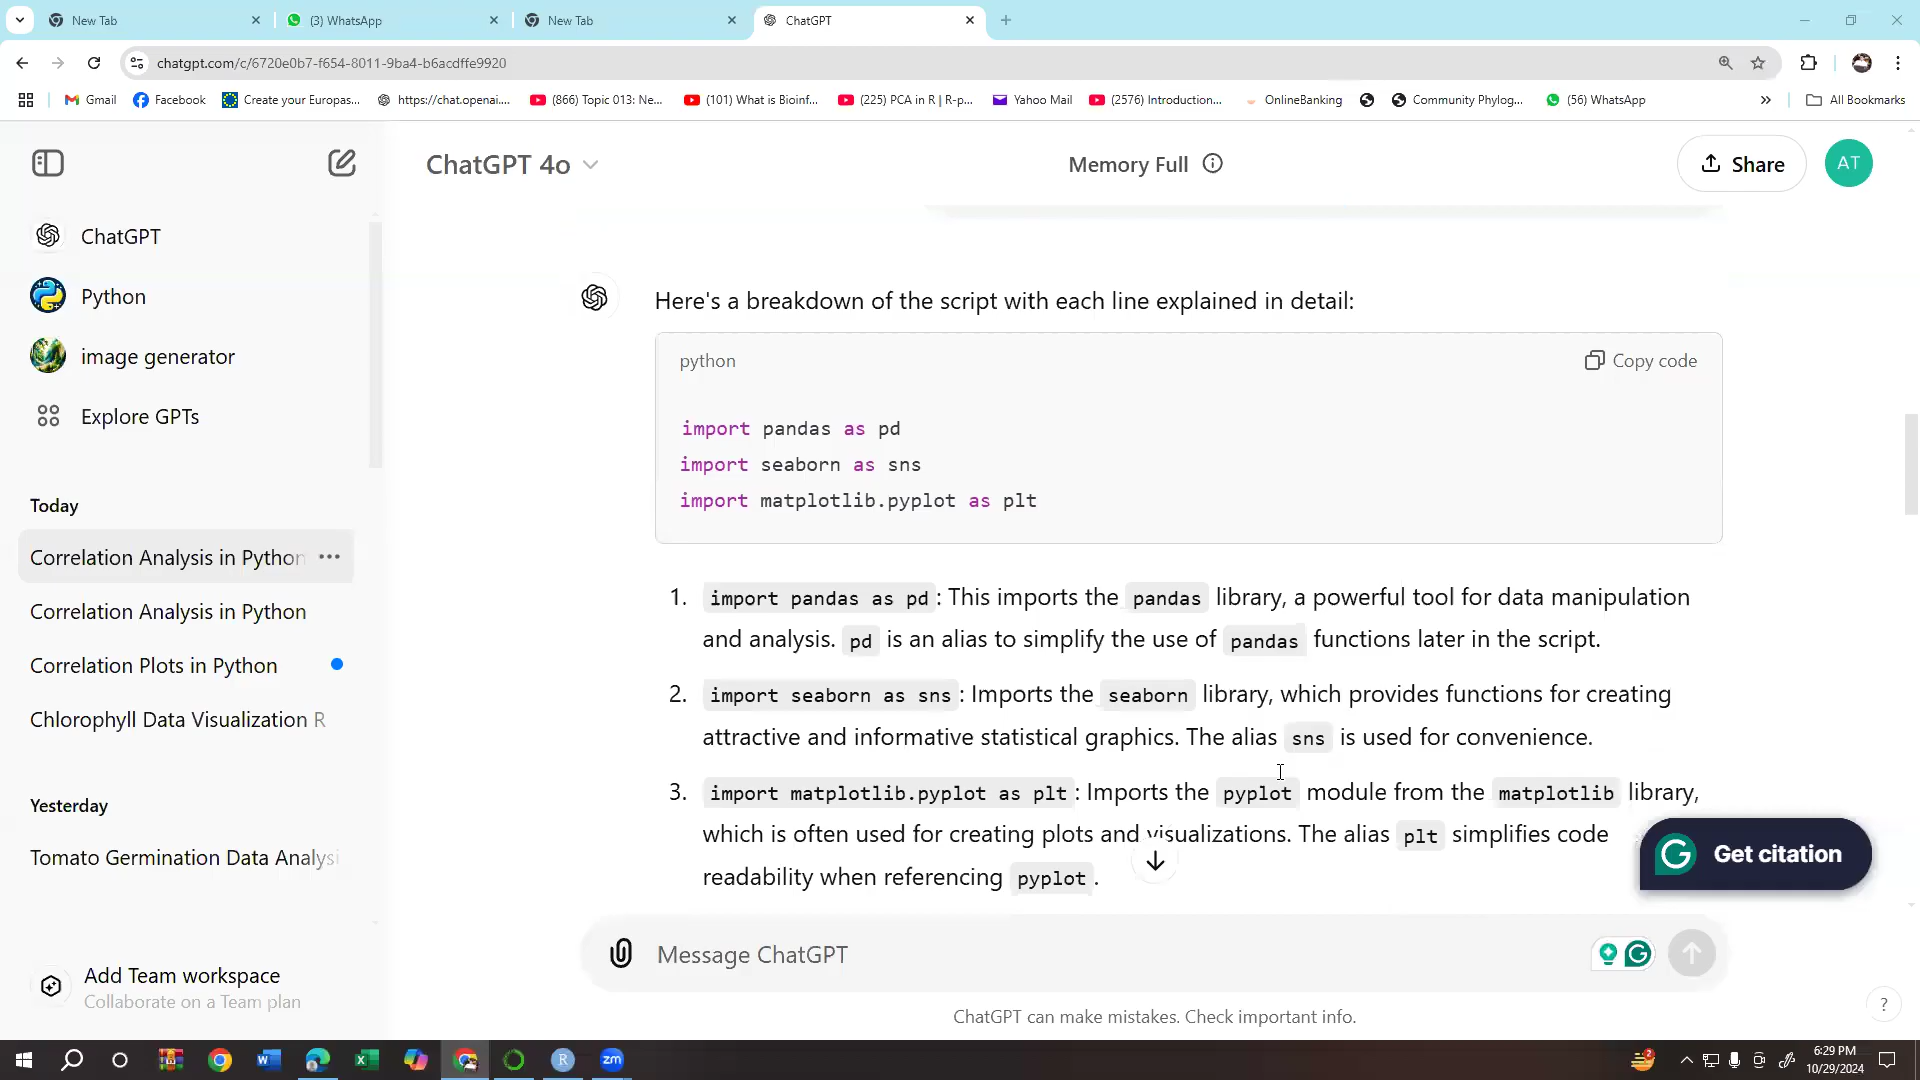 New Tab
(3) WhatsApp
New Tab
ChatGPT
chatgpt.com/c/6720e0b7-f654-8011-9ba4-b6acdffe9920
Gmail
Facebook
Create your Europas...
https://chat.openai....
(866) Topic 013: Ne...
(101) What is Bioinf...
(225) PCA in R | R-p...
Yahoo Mail
(2576) Introduction...
OnlineBanking
Community Phylog...
(56) WhatsApp
All Bookmarks
ChatGPT 4o
Memory Full
Share
AT
ChatGPT
Python
image generator
Explore GPTs
Today
Correlation Analysis in Python
Correlation Analysis in Python
Correlation Plots in Python
Chlorophyll Data Visualization R
Yesterday
Tomato Germination Data Analysi
Add Team workspace
Collaborate on a Team plan
Here's a breakdown of the script with each line explained in detail:
python
Copy code
import pandas as pd
import seaborn as sns
import matplotlib.pyplot as plt
1. import pandas as pd: This imports the pandas library, a powerful tool for data manipulation
and analysis. pd is an alias to simplify the use of pandas functions later in the script.
2. import seaborn as sns: Imports the seaborn library, which provides functions for creating
attractive and informative statistical graphics. The alias sns is used for convenience.
3. import matplotlib.pyplot as plt: Imports the pyplot module from the matplotlib library,
which is often used for creating plots and visualizations. The alias plt simplifies code
readability when referencing pyplot.
Get citation
Message ChatGPT
ChatGPT can make mistakes. Check important info.
?
zm
6:29 PM
10/29/2024